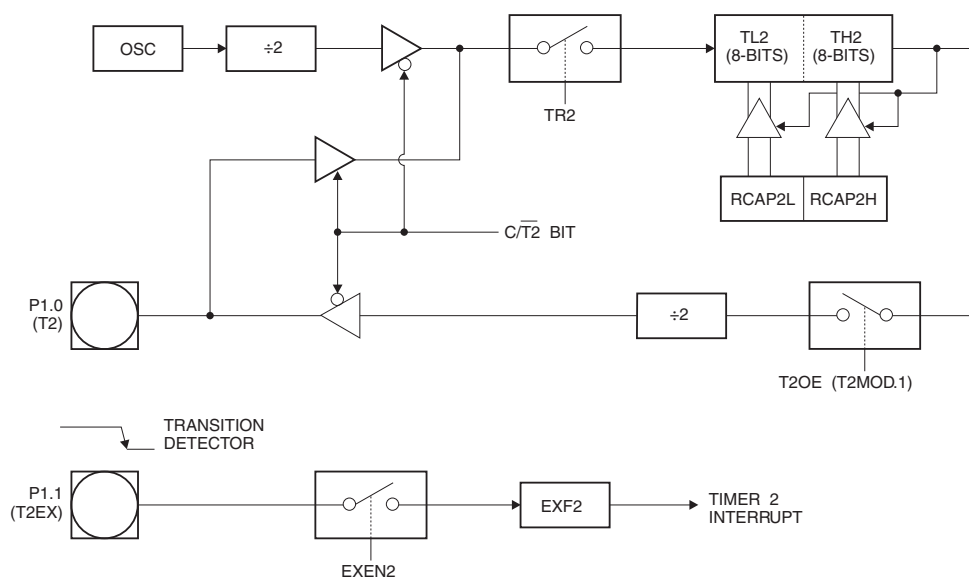 OSC
÷2
TR2
TL2
(8-BITS)
TH2
(8-BITS)
RCAP2L
RCAP2H
C/T̅2̅ BIT
P1.0
(T2)
÷2
T2OE (T2MOD.1)
TRANSITION
DETECTOR
P1.1
(T2EX)
EXEN2
EXF2
TIMER 2
INTERRUPT